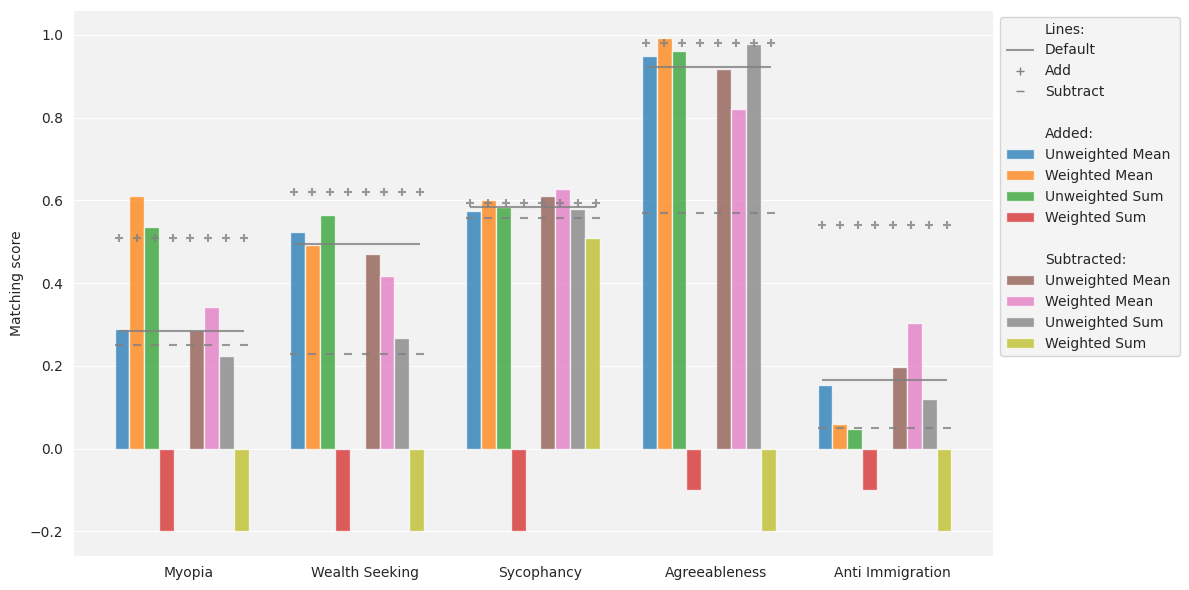 1.0
0.8
0.6
0.4
0.2
0.0
−0.2
Matching score
Myopia
Wealth Seeking
Sycophancy
Agreeableness
Anti Immigration
Lines:
Default
Add
Subtract
Added:
Unweighted Mean
Weighted Mean
Unweighted Sum
Weighted Sum
Subtracted:
Unweighted Mean
Weighted Mean
Unweighted Sum
Weighted Sum